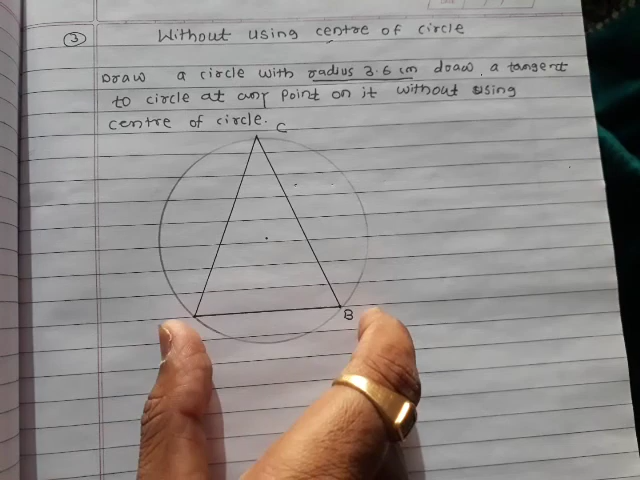 ③ Without using centre of circle
Draw a circle with radius 3.6 cm draw a tangent
to circle at any point on it without using
centre of circle.
C
B